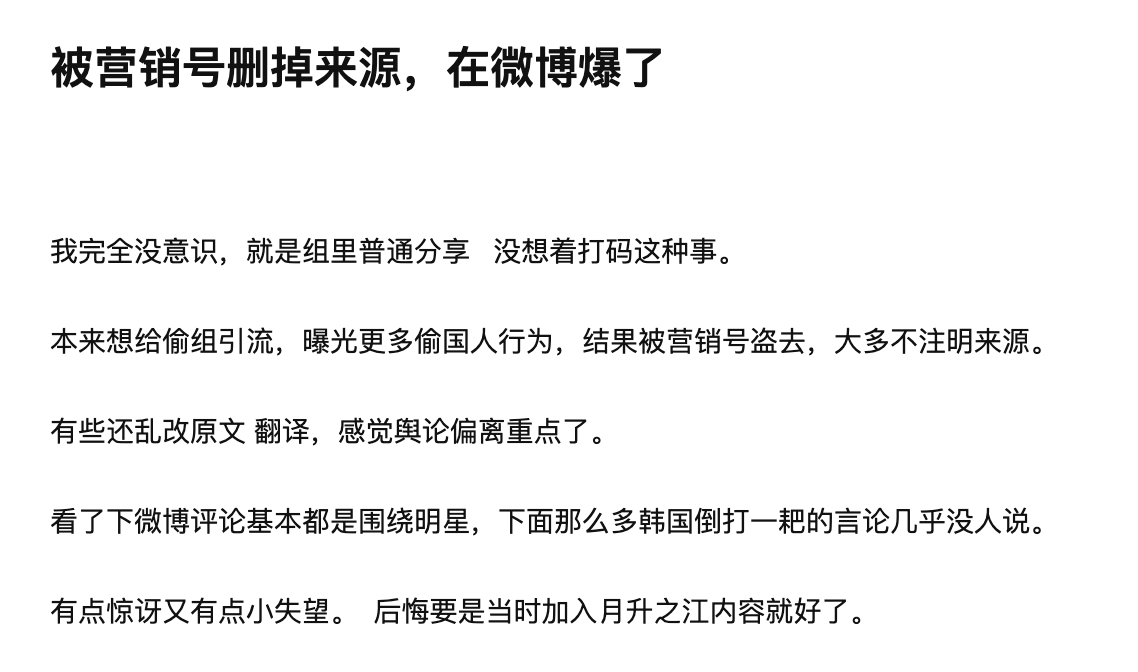 被营销号删掉来源，在微博爆了
我完全没意识，就是组里普通分享   没想着打码这种事。
本来想给偷组引流，曝光更多偷国人行为，结果被营销号盗去，大多不注明来源。
有些还乱改原文 翻译，感觉舆论偏离重点了。
看了下微博评论基本都是围绕明星，下面那么多韩国倒打一耙的言论几乎没人说。
有点惊讶又有点小失望。  后悔要是当时加入月升之江内容就好了。